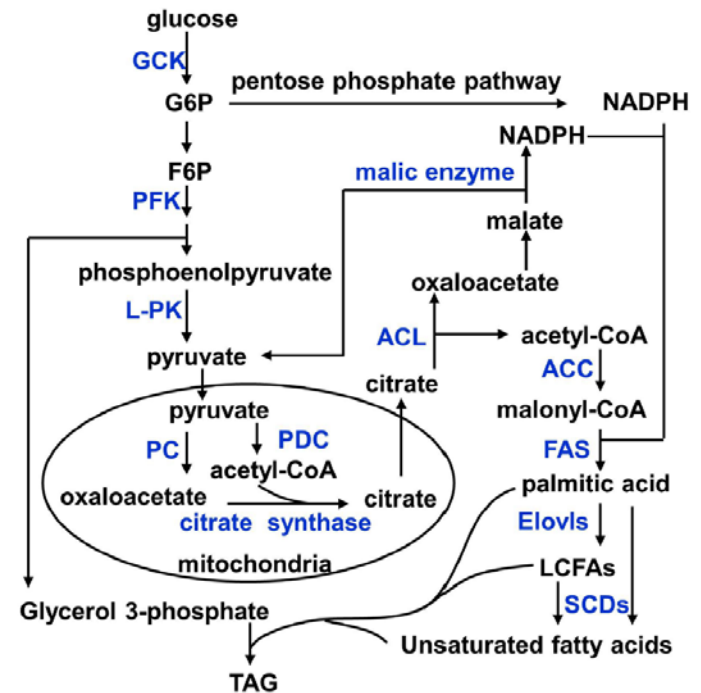 glucose
GCK
pentose phosphate pathway
G6P
NADPH
NADPH
F6P
malic enzyme
PFK
malate
phosphoenolpyruvate
oxaloacetate
L-PK
ACL
acetyl-CoA
pyruvate
ACC
citrate
pyruvate
malonyl-CoA
PC
PDC
FAS
acetyl-CoA
palmitic acid
oxaloacetate
citrate
citrate synthase
Elovls
mitochondria
LCFAs
SCDs
Glycerol 3-phosphate
Unsaturated fatty acids
TAG